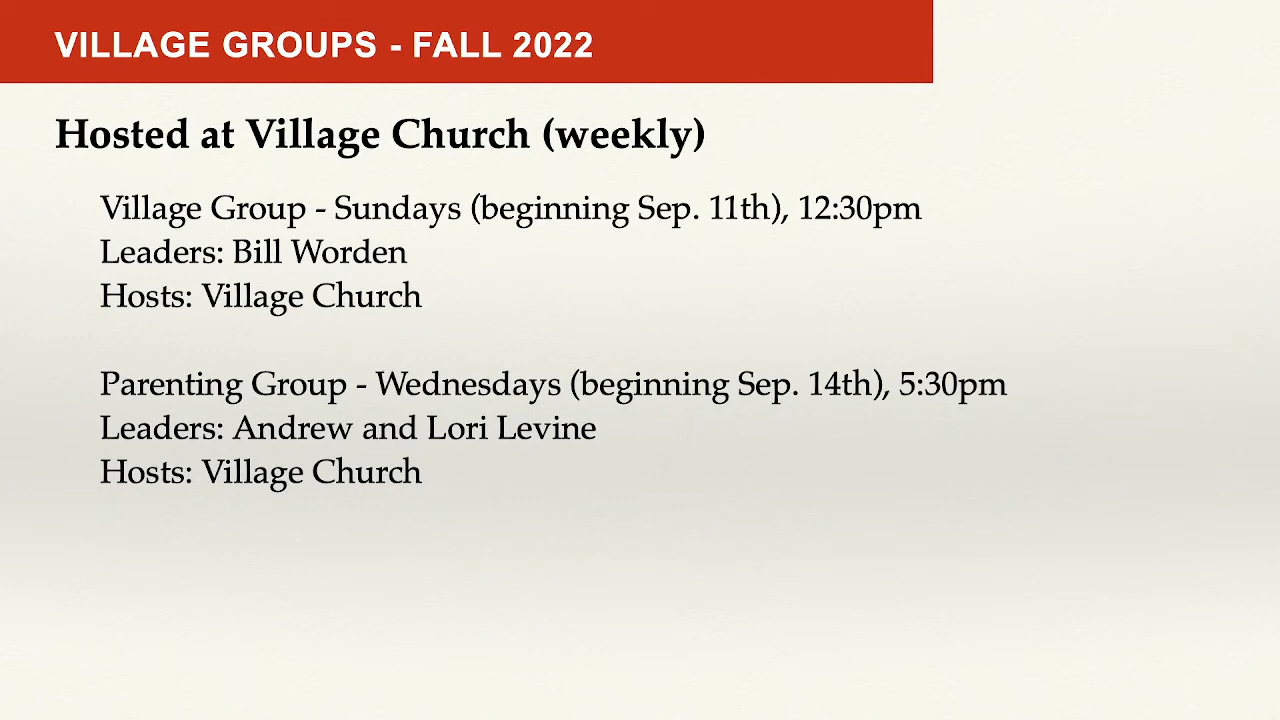 VILLAGE GROUPS - FALL 2022
Hosted at Village Church (weekly)
Village Group - Sundays (beginning Sep. 11th), 12:30pm
Leaders: Bill Worden
Hosts: Village Church
Parenting Group - Wednesdays (beginning Sep. 14th), 5:30pm
Leaders: Andrew and Lori Levine
Hosts: Village Church